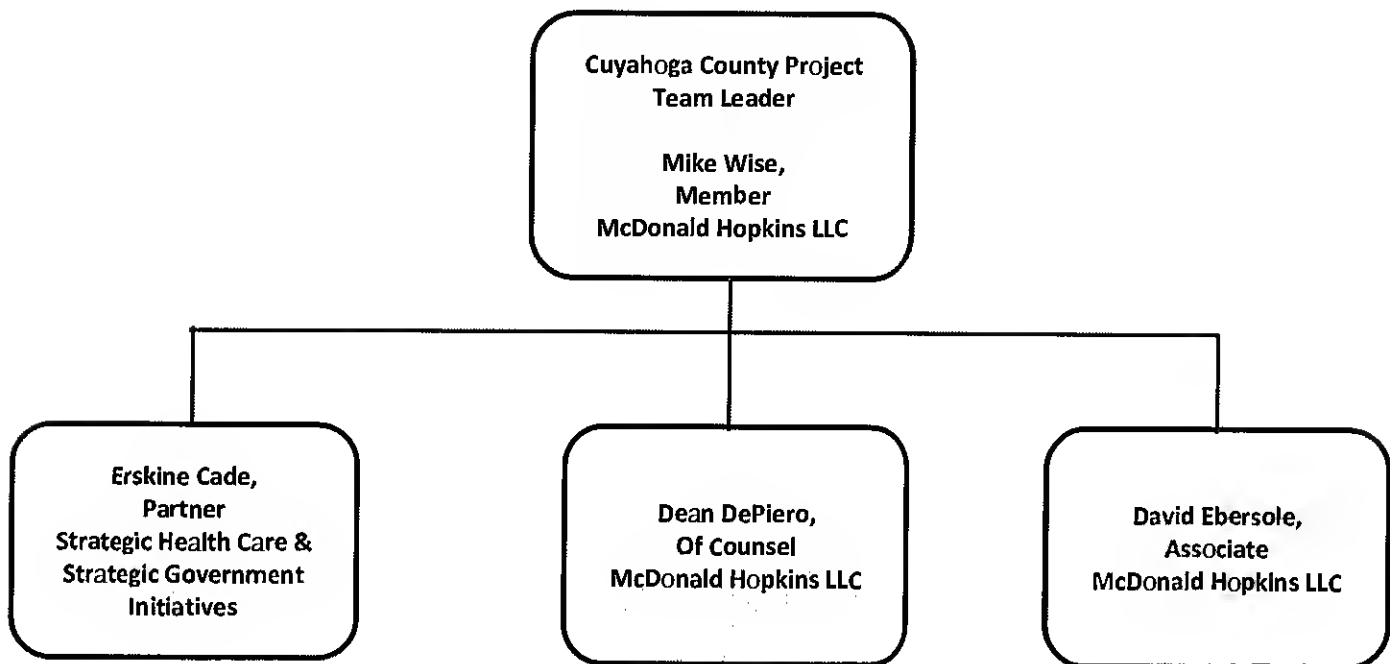 Cuyahoga County Project
Team Leader
Mike Wise,
Member
McDonald Hopkins LLC
Erskine Cade,
Partner
Strategic Health Care &
Strategic Government
Initiatives
Dean DePiero,
Of Counsel
McDonald Hopkins LLC
David Ebersole,
Associate
McDonald Hopkins LLC